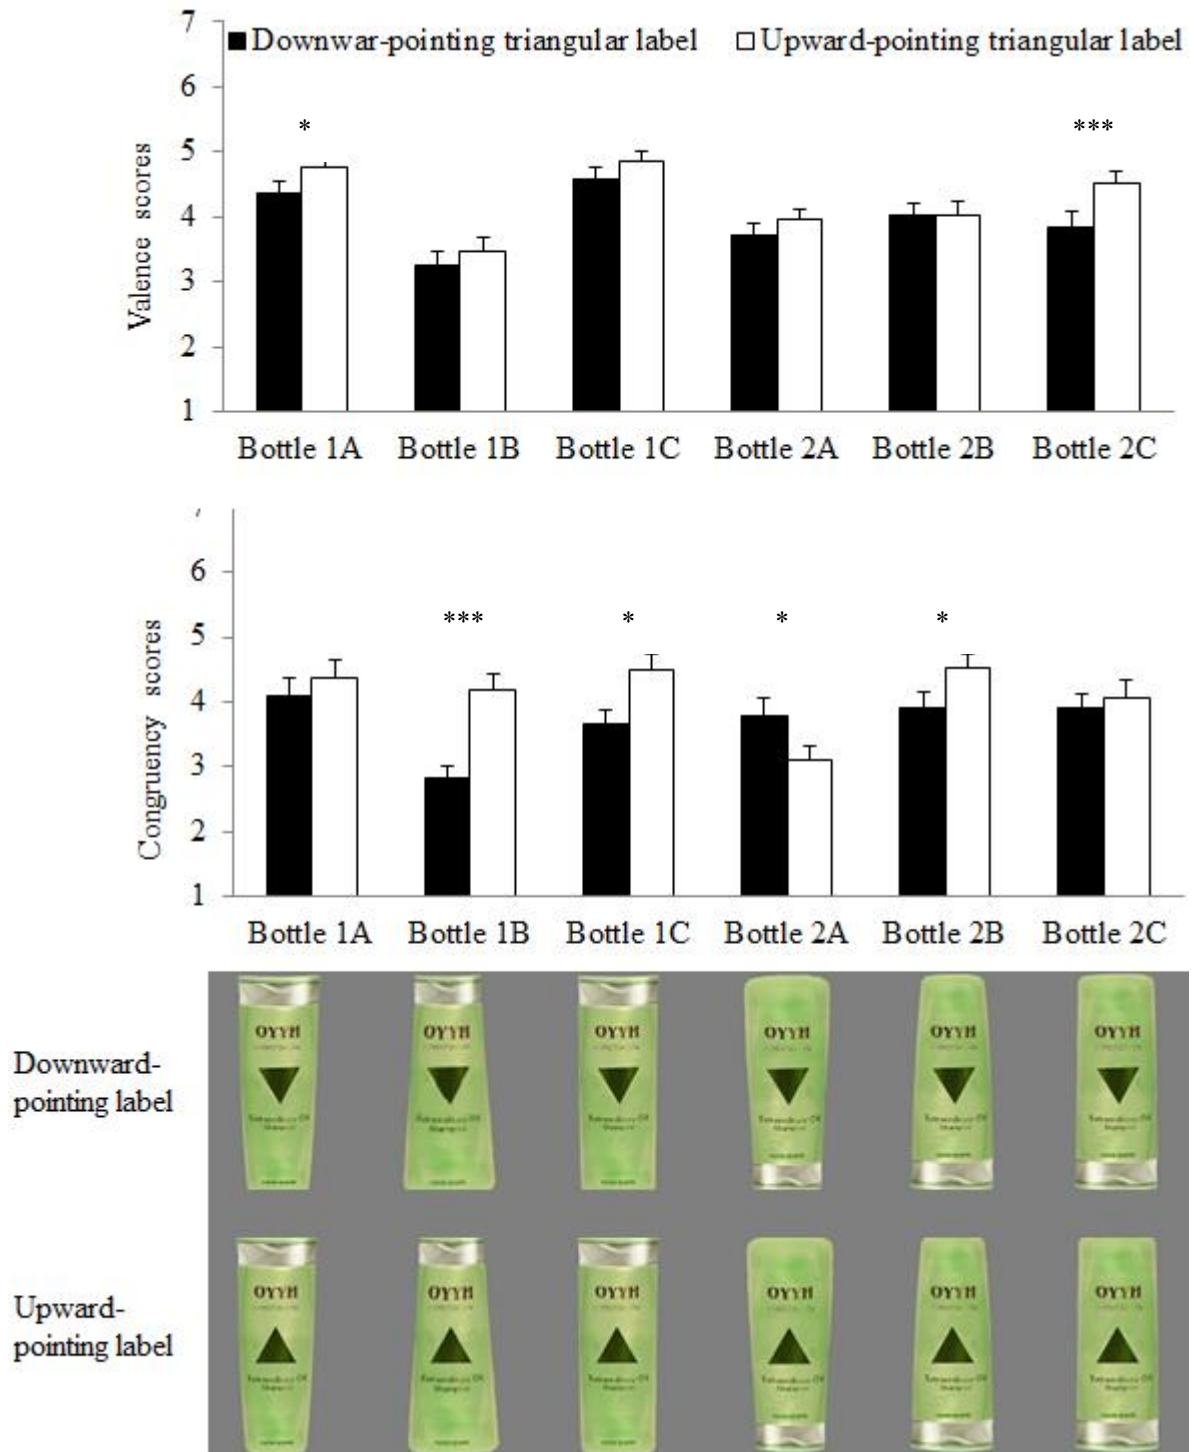 7
Downwar-pointing triangular label
Upward-pointing triangular label
6
*
***
5
4
3
2
1
Valence scores
Bottle 1A
Bottle 1B
Bottle 1C
Bottle 2A
Bottle 2B
Bottle 2C
7
6
***
*
*
*
5
4
3
2
1
Congruency scores
Bottle 1A
Bottle 1B
Bottle 1C
Bottle 2A
Bottle 2B
Bottle 2C
Downward-
pointing label
OYYH
OYYH
OYYH
OYYH
OYYH
OYYH
Upward-
pointing label
OYYH
OYYH
OYYH
OYYH
OYYH
OYYH